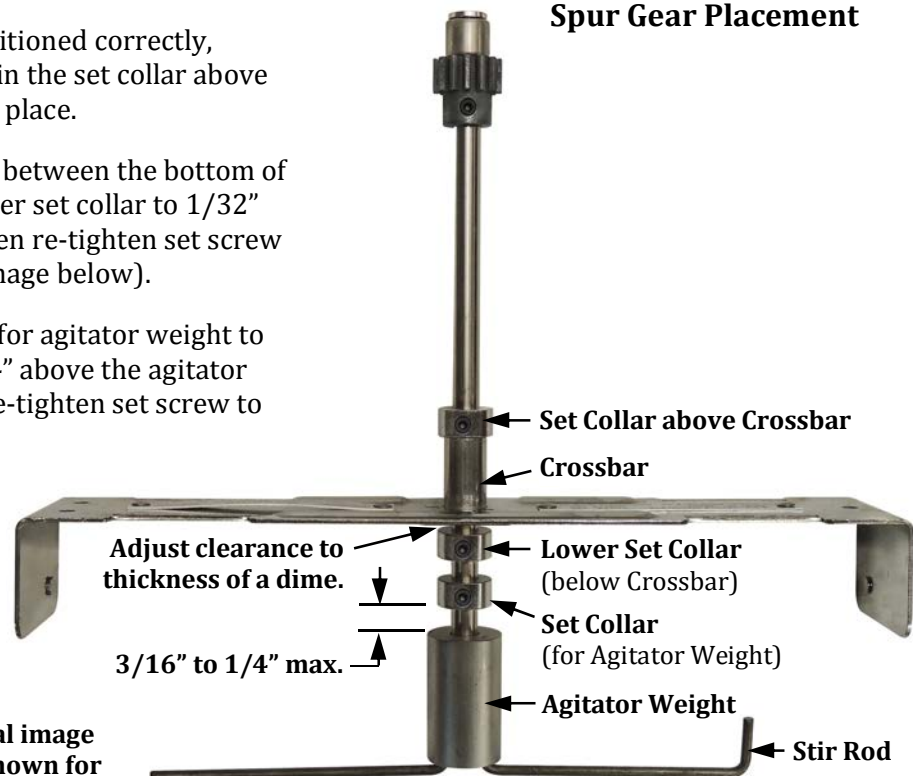 Spur Gear Placement
itioned correctly,
in the set collar above
place.
between the bottom of
er set collar to 1/32”
en re-tighten set screw
age below).
for agitator weight to
” above the agitator
e-tighten set screw to
Set Collar above Crossbar
Crossbar
Adjust clearance to
thickness of a dime.
Lower Set Collar
(below Crossbar)
Set Collar
(for Agitator Weight)
3/16” to 1/4” max.
Agitator Weight
Stir Rod
al image
own for